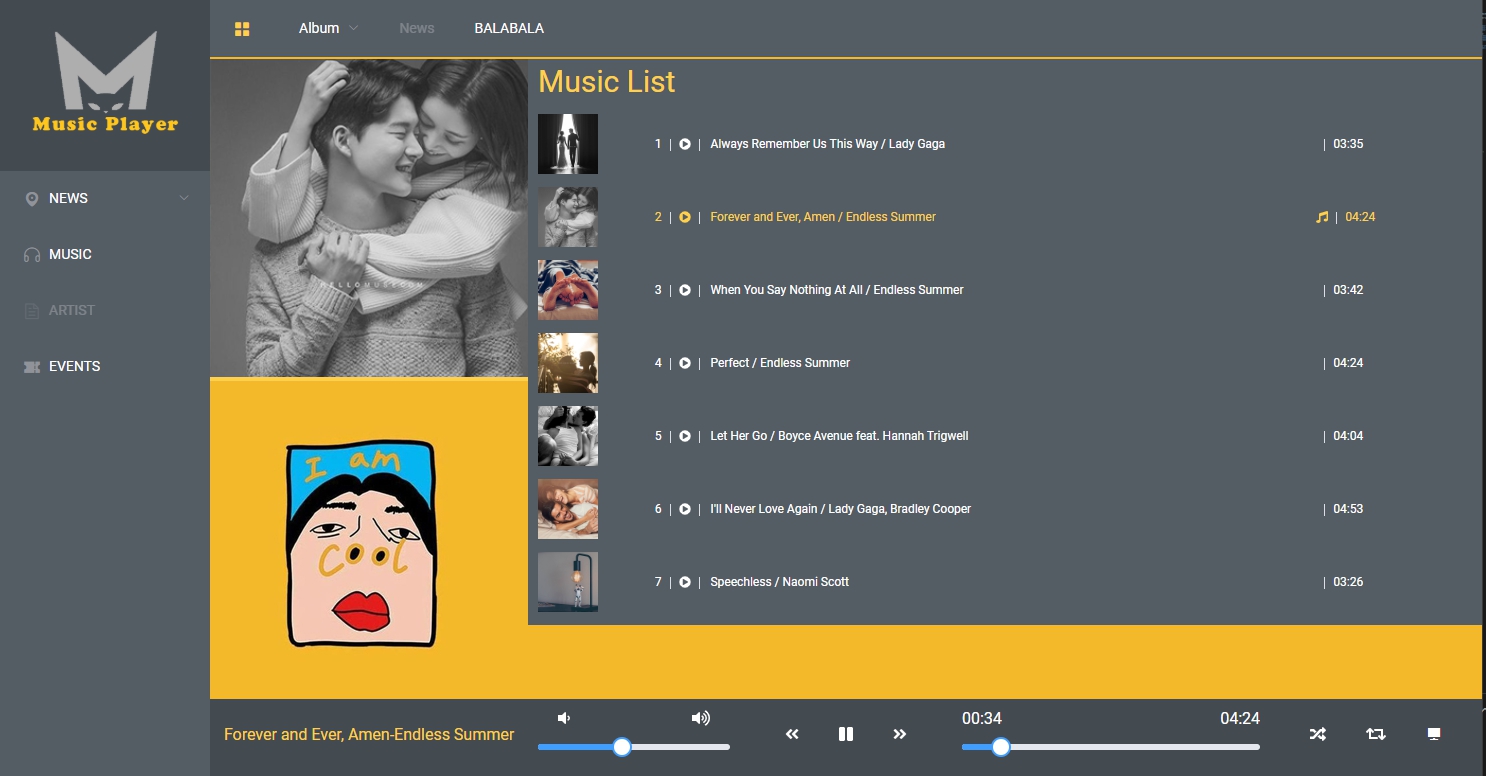 Music Player
NEWS
MUSIC
ARTIST
EVENTS
Album
News
BALABALA
HELLOMUSE.COM
I am
COOL
Music List
1 | | Always Remember Us This Way / Lady Gaga | 03:35
2 | | Forever and Ever, Amen / Endless Summer | 04:24
3 | | When You Say Nothing At All / Endless Summer | 03:42
4 | | Perfect / Endless Summer | 04:24
5 | | Let Her Go / Boyce Avenue feat. Hannah Trigwell | 04:04
6 | | I'll Never Love Again / Lady Gaga, Bradley Cooper | 04:53
7 | | Speechless / Naomi Scott | 03:26
Forever and Ever, Amen-Endless Summer
00:34
04:24